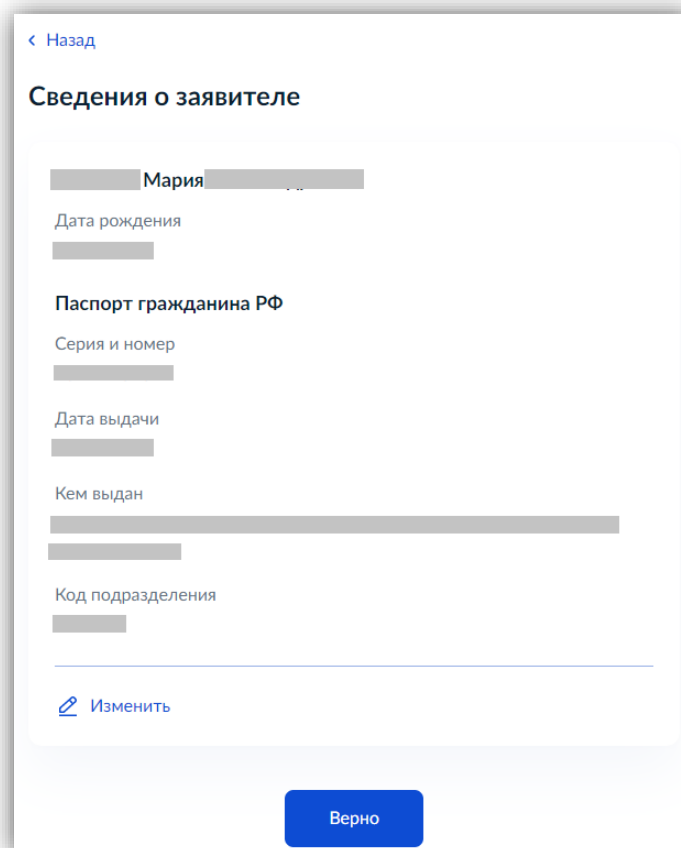 Назад
Сведения о заявителе
Мария
Дата рождения
Паспорт гражданина РФ
Серия и номер
Дата выдачи
Кем выдан
Код подразделения
Изменить
Верно